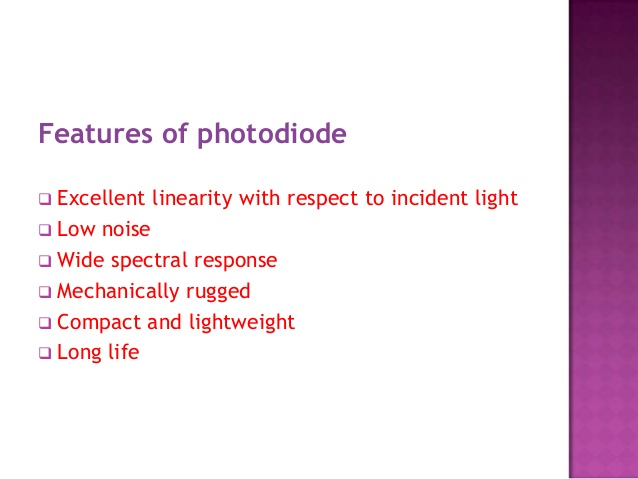 Features of photodiode
Excellent linearity with respect to incident light
Low noise
Wide spectral response
Mechanically rugged
Compact and lightweight
Long life